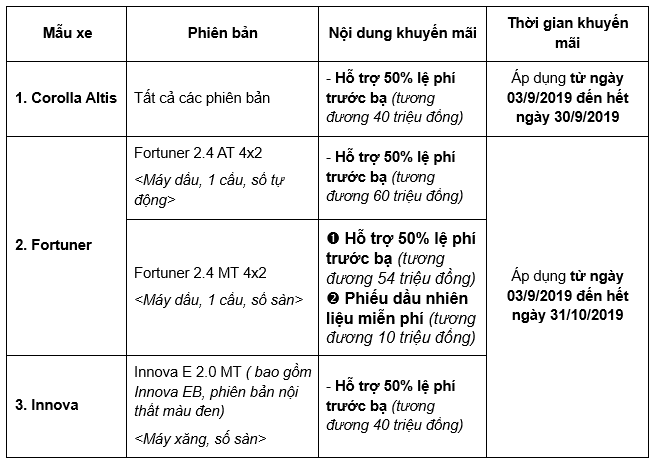 Mẫu xe
Phiên bản
Nội dung khuyến mãi
Thời gian khuyến
mãi
1. Corolla Altis
Tất cả các phiên bản
- Hỗ trợ 50% lệ phí
trước bạ (tương
đương 40 triệu đồng)
Áp dụng từ ngày
03/9/2019 đến hết
ngày 30/9/2019
2. Fortuner
Fortuner 2.4 AT 4x2
<Máy dầu, 1 cầu, số tự
động>
- Hỗ trợ 50% lệ phí
trước bạ (tương
đương 60 triệu đồng)
Fortuner 2.4 MT 4x2
<Máy dầu, 1 cầu, số sàn>
❶ Hỗ trợ 50% lệ phí
trước bạ (tương
đương 54 triệu đồng)
❷ Phiếu dầu nhiên
liệu miễn phí (tương
đương 10 triệu đồng)
Áp dụng từ ngày
03/9/2019 đến hết
ngày 31/10/2019
3. Innova
Innova E 2.0 MT ( bao gồm
Innova EB, phiên bản nội
thất màu đen)
<Máy xăng, số sàn>
- Hỗ trợ 50% lệ phí
trước bạ (tương
đương 40 triệu đồng)